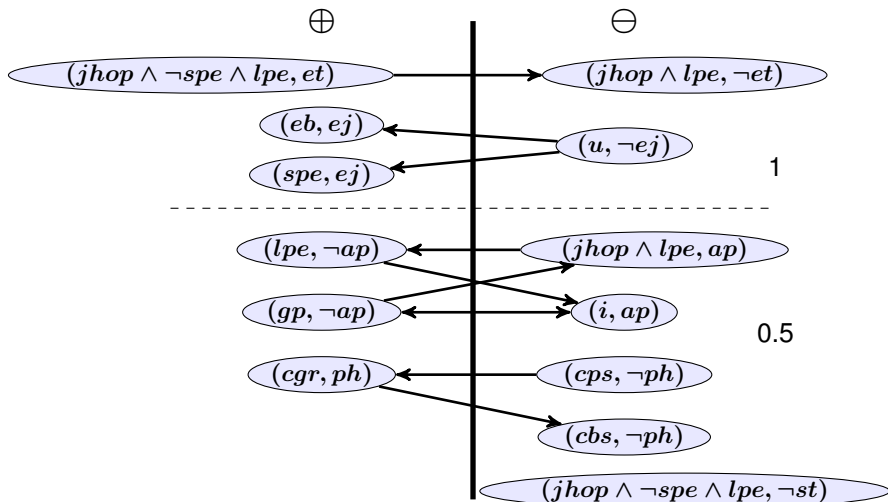 ⊕ ⊖
(jhop ∧ ¬spe ∧ lpe, et) (jhop ∧ lpe, ¬et)
(eb, ej)
(u, ¬ej)
(spe, ej)
1
(lpe, ¬ap) (jhop ∧ lpe, ap)
(gp, ¬ap) (i, ap)
0.5
(cgr, ph) (cps, ¬ph)
(cbs, ¬ph)
(jhop ∧ ¬spe ∧ lpe, ¬st)